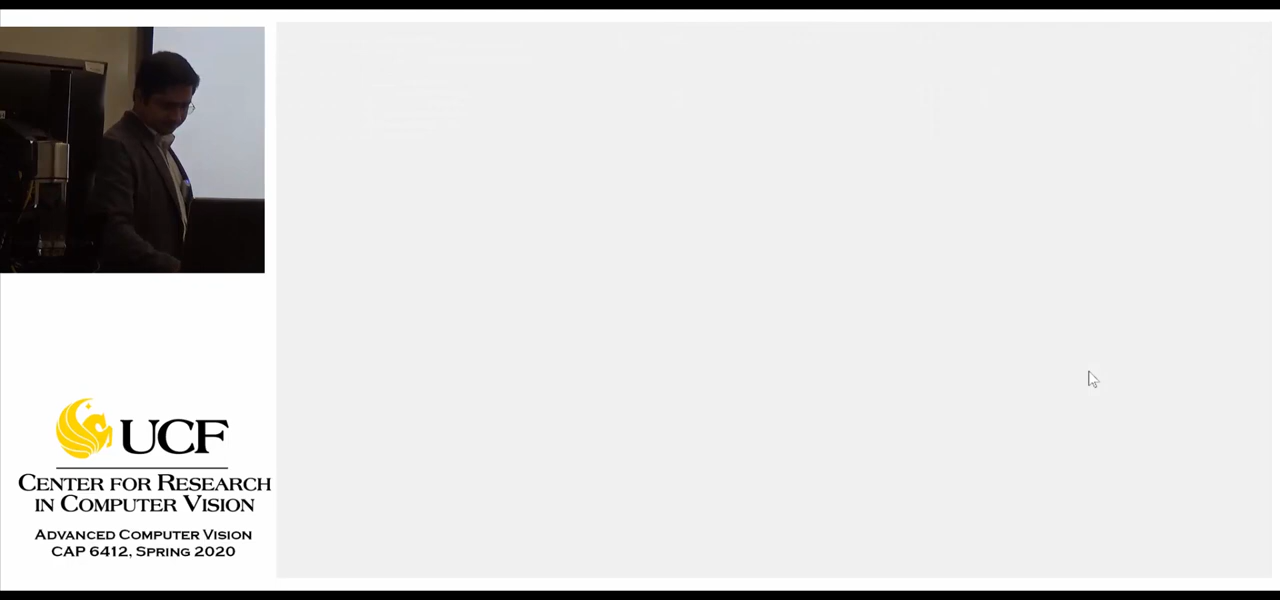 UCF
CENTER FOR RESEARCH
IN COMPUTER VISION
ADVANCED COMPUTER VISION
CAP 6412, SPRING 2020